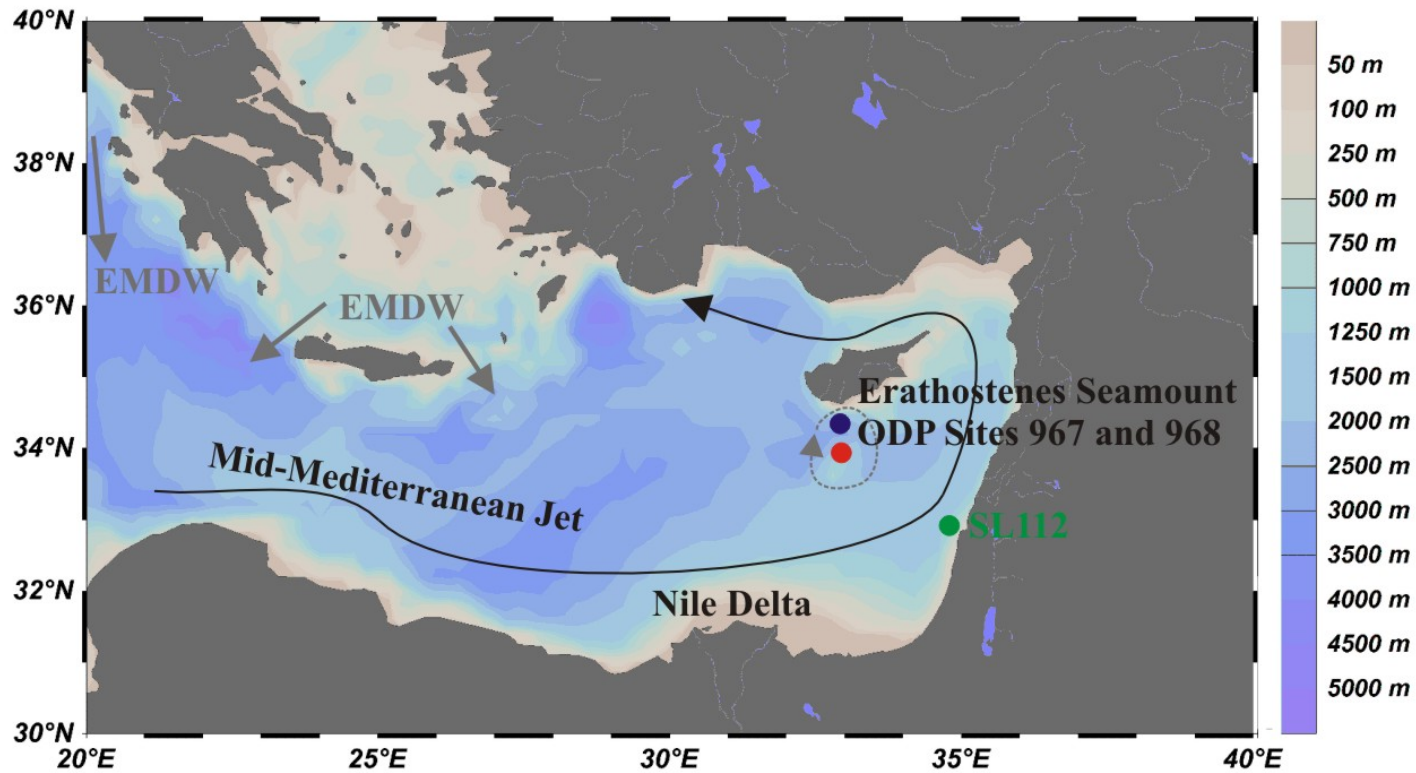 40°N
38°N
36°N
34°N
32°N
30°N
20°E
25°E
30°E
35°E
40°E
EMDW
EMDW
Erathostenes Seamount
ODP Sites 967 and 968
Mid-Mediterranean Jet
SL112
Nile Delta
50 m
100 m
250 m
500 m
750 m
1000 m
1250 m
1500 m
2000 m
2500 m
3000 m
3500 m
4000 m
4500 m
5000 m